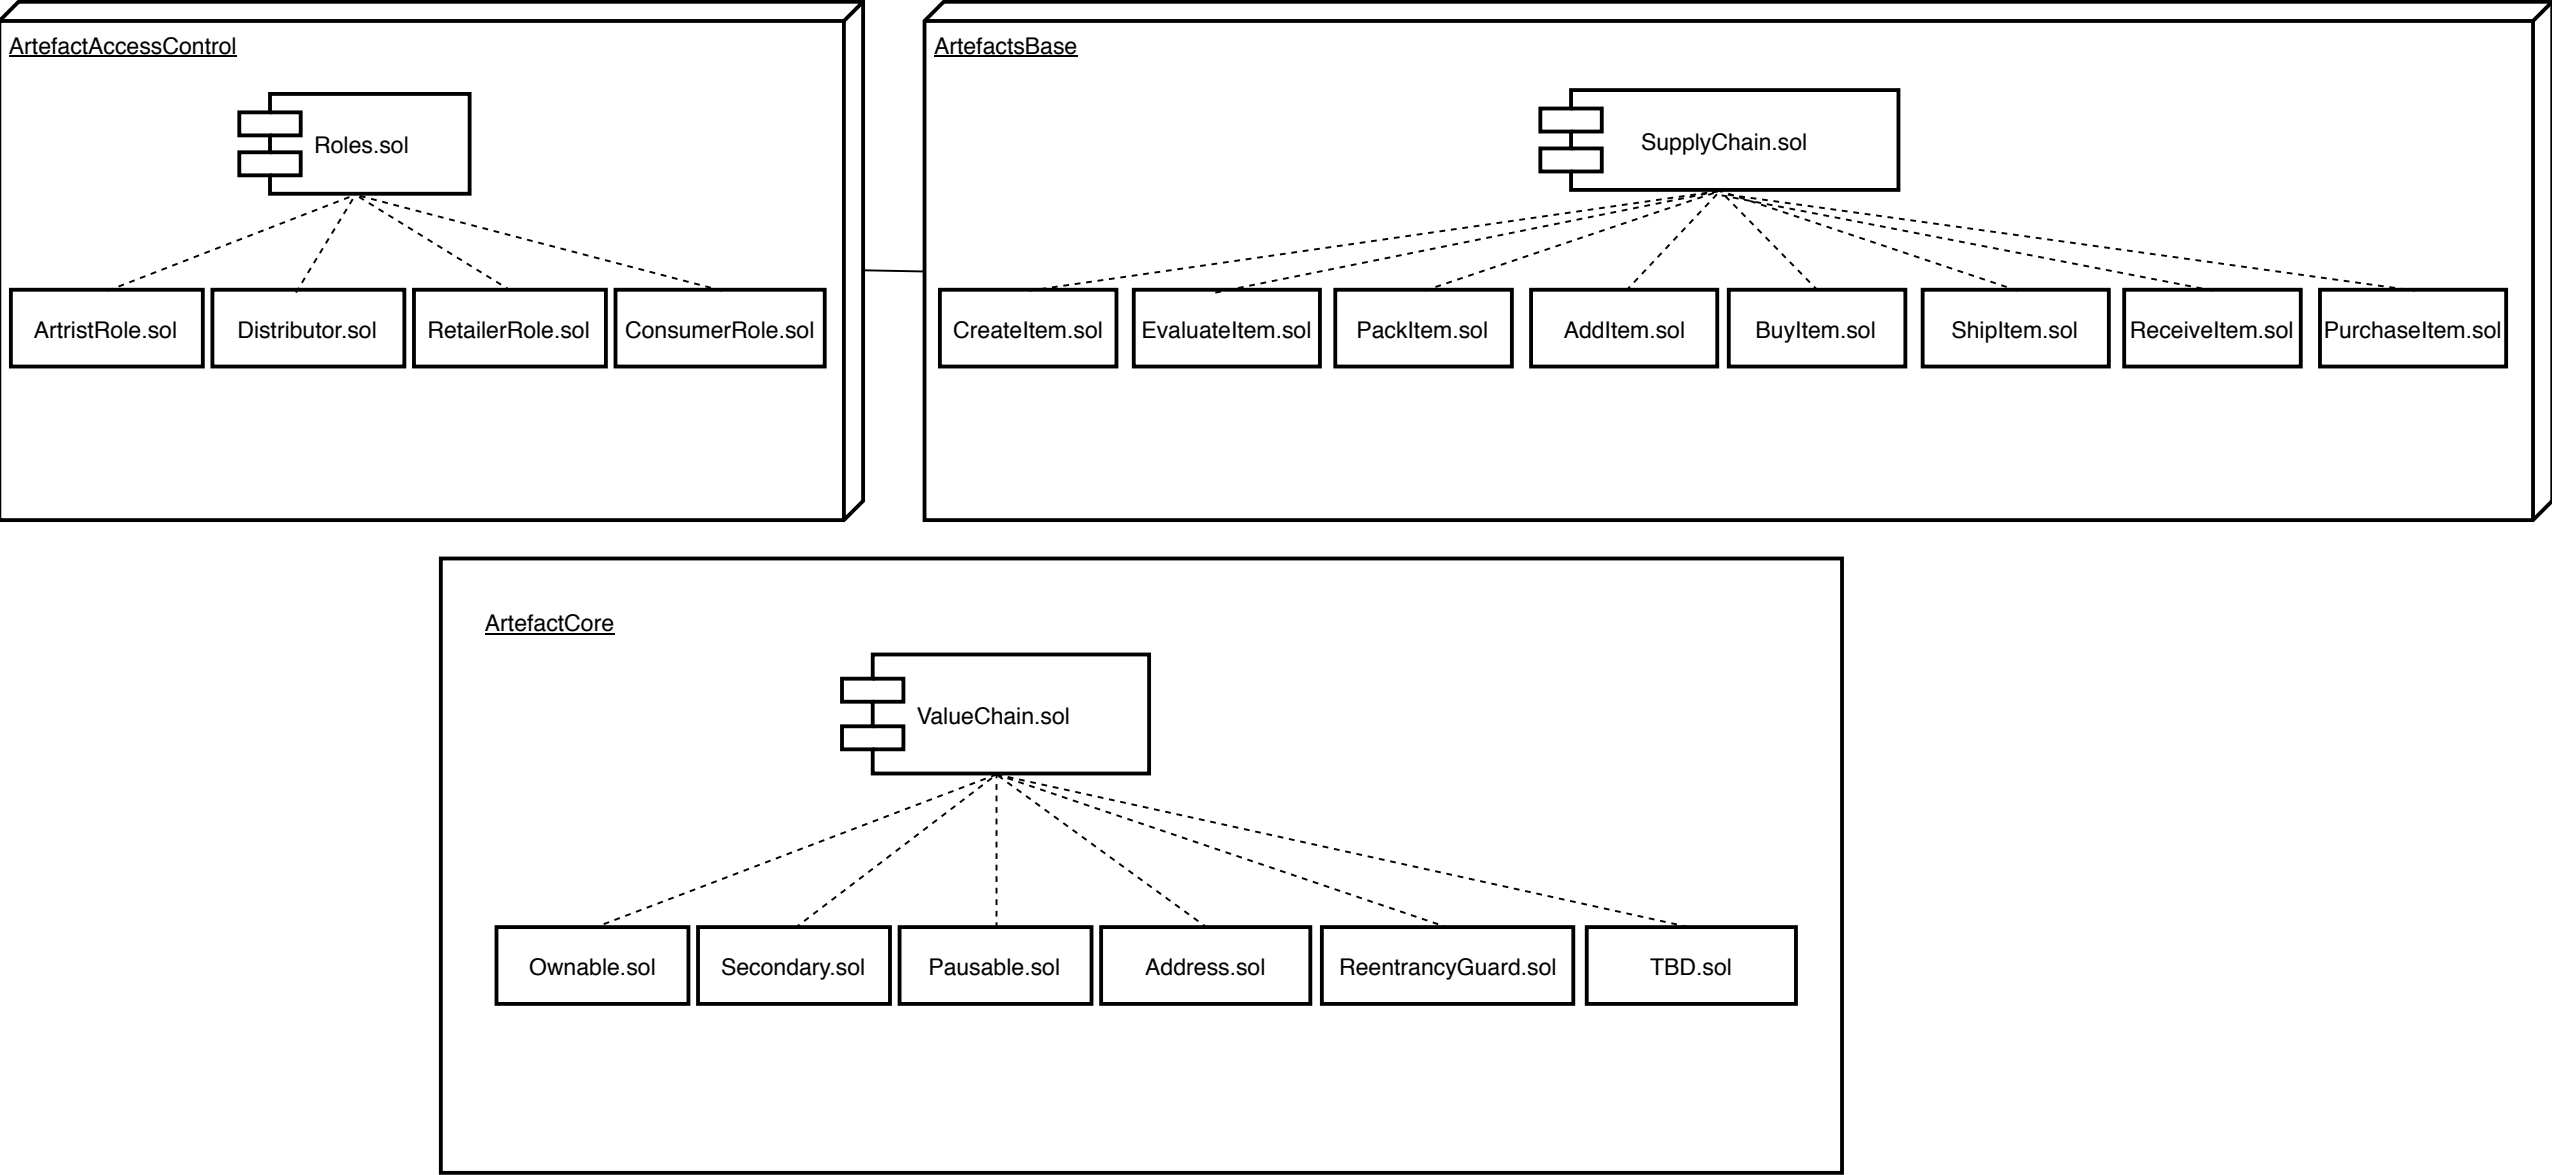 ArtefactAccessControl
Roles.sol
ArtristRole.sol
Distributor.sol
RetailerRole.sol
ConsumerRole.sol
ArtefactsBase
SupplyChain.sol
CreateItem.sol
EvaluateItem.sol
PackItem.sol
AddItem.sol
BuyItem.sol
ShipItem.sol
ReceiveItem.sol
PurchaseItem.sol
ArtefactCore
ValueChain.sol
Ownable.sol
Secondary.sol
Pausable.sol
Address.sol
ReentrancyGuard.sol
TBD.sol